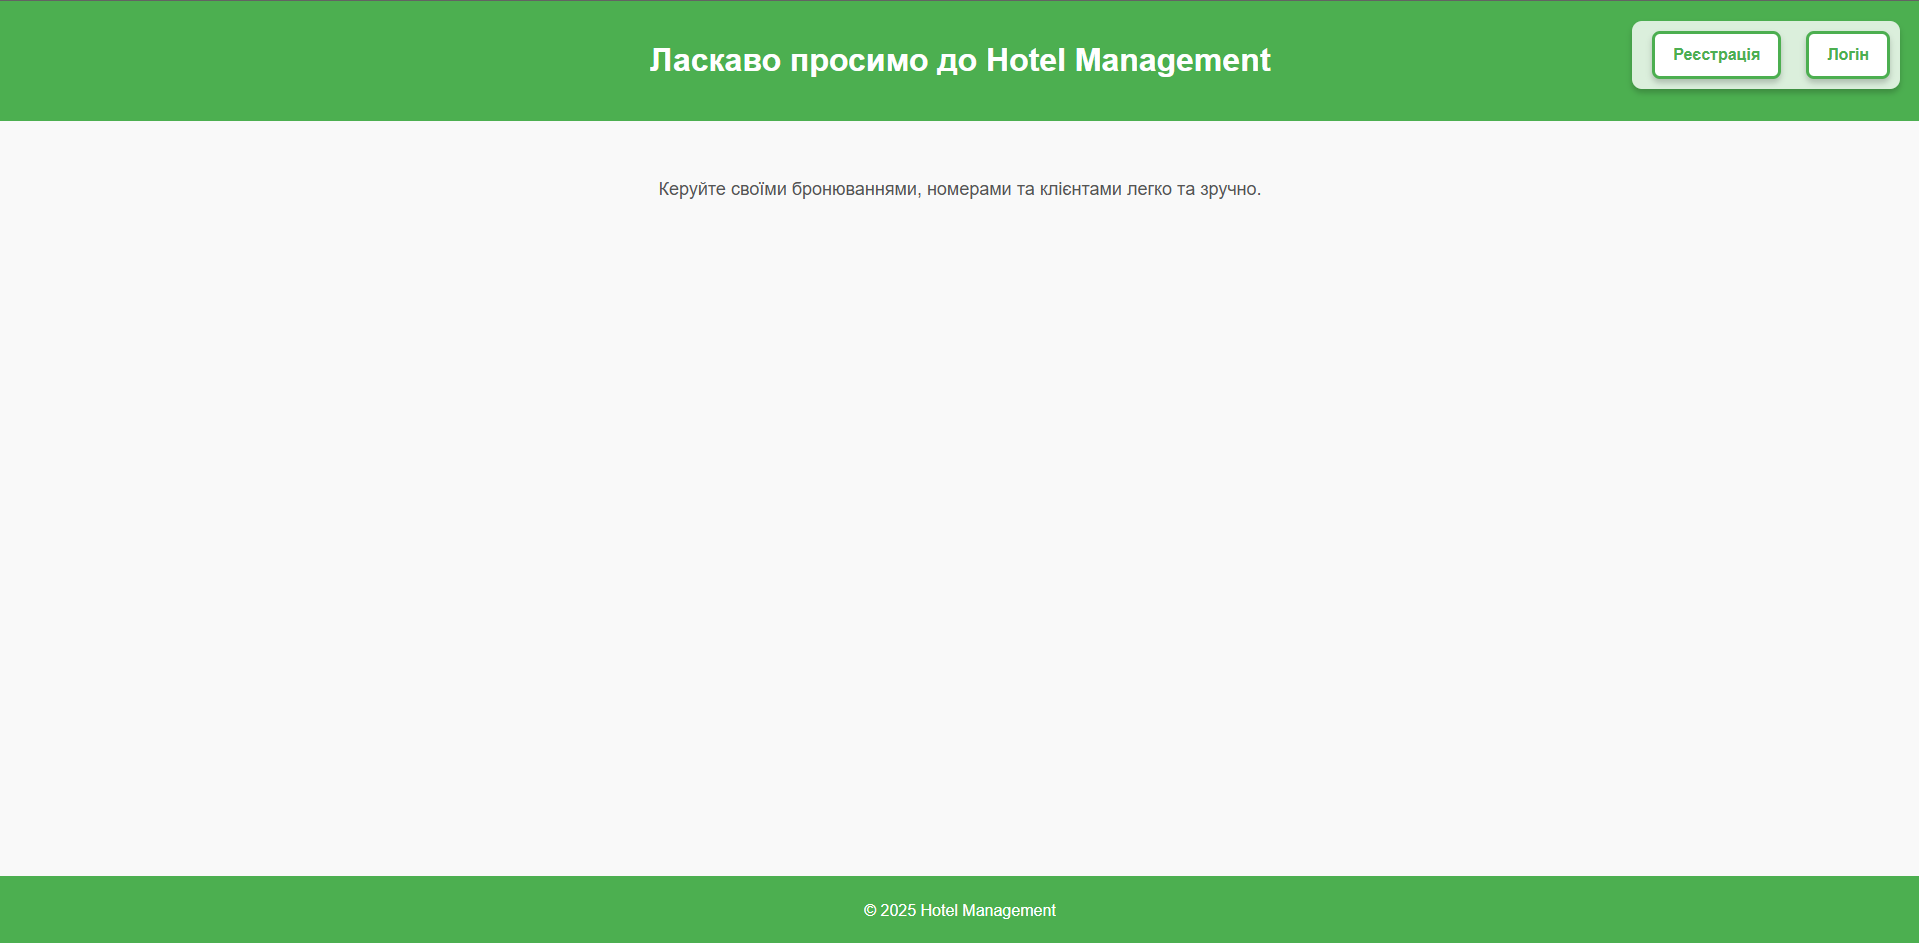 Ласкаво просимо до Hotel Management
Реєстрація
Логін
Керуйте своїми бронюваннями, номерами та клієнтами легко та зручно.
© 2025 Hotel Management